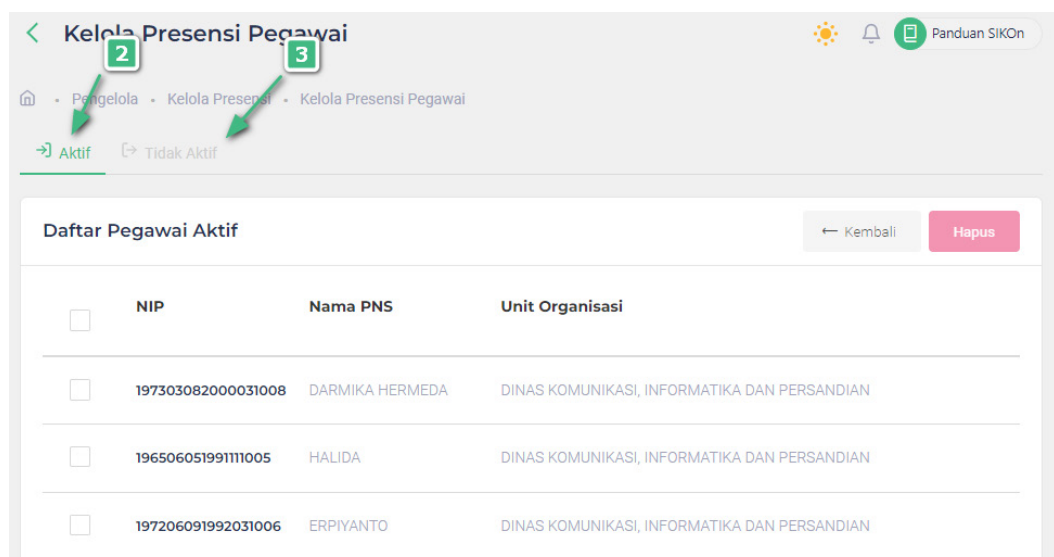 Kelola Presensi Pegawai
Panduan SIKOn
2
3
Pengelola • Kelola Presensi • Kelola Presensi Pegawai
Aktif
Tidak Aktif
Daftar Pegawai Aktif
← Kembali
Hapus
NIP Nama PNS Unit Organisasi
197303082000031008 DARMIKA HERMEDA DINAS KOMUNIKASI, INFORMATIKA DAN PERSANDIAN
196506051991111005 HALIDA DINAS KOMUNIKASI, INFORMATIKA DAN PERSANDIAN
197206091992031006 ERPIYANTO DINAS KOMUNIKASI, INFORMATIKA DAN PERSANDIAN